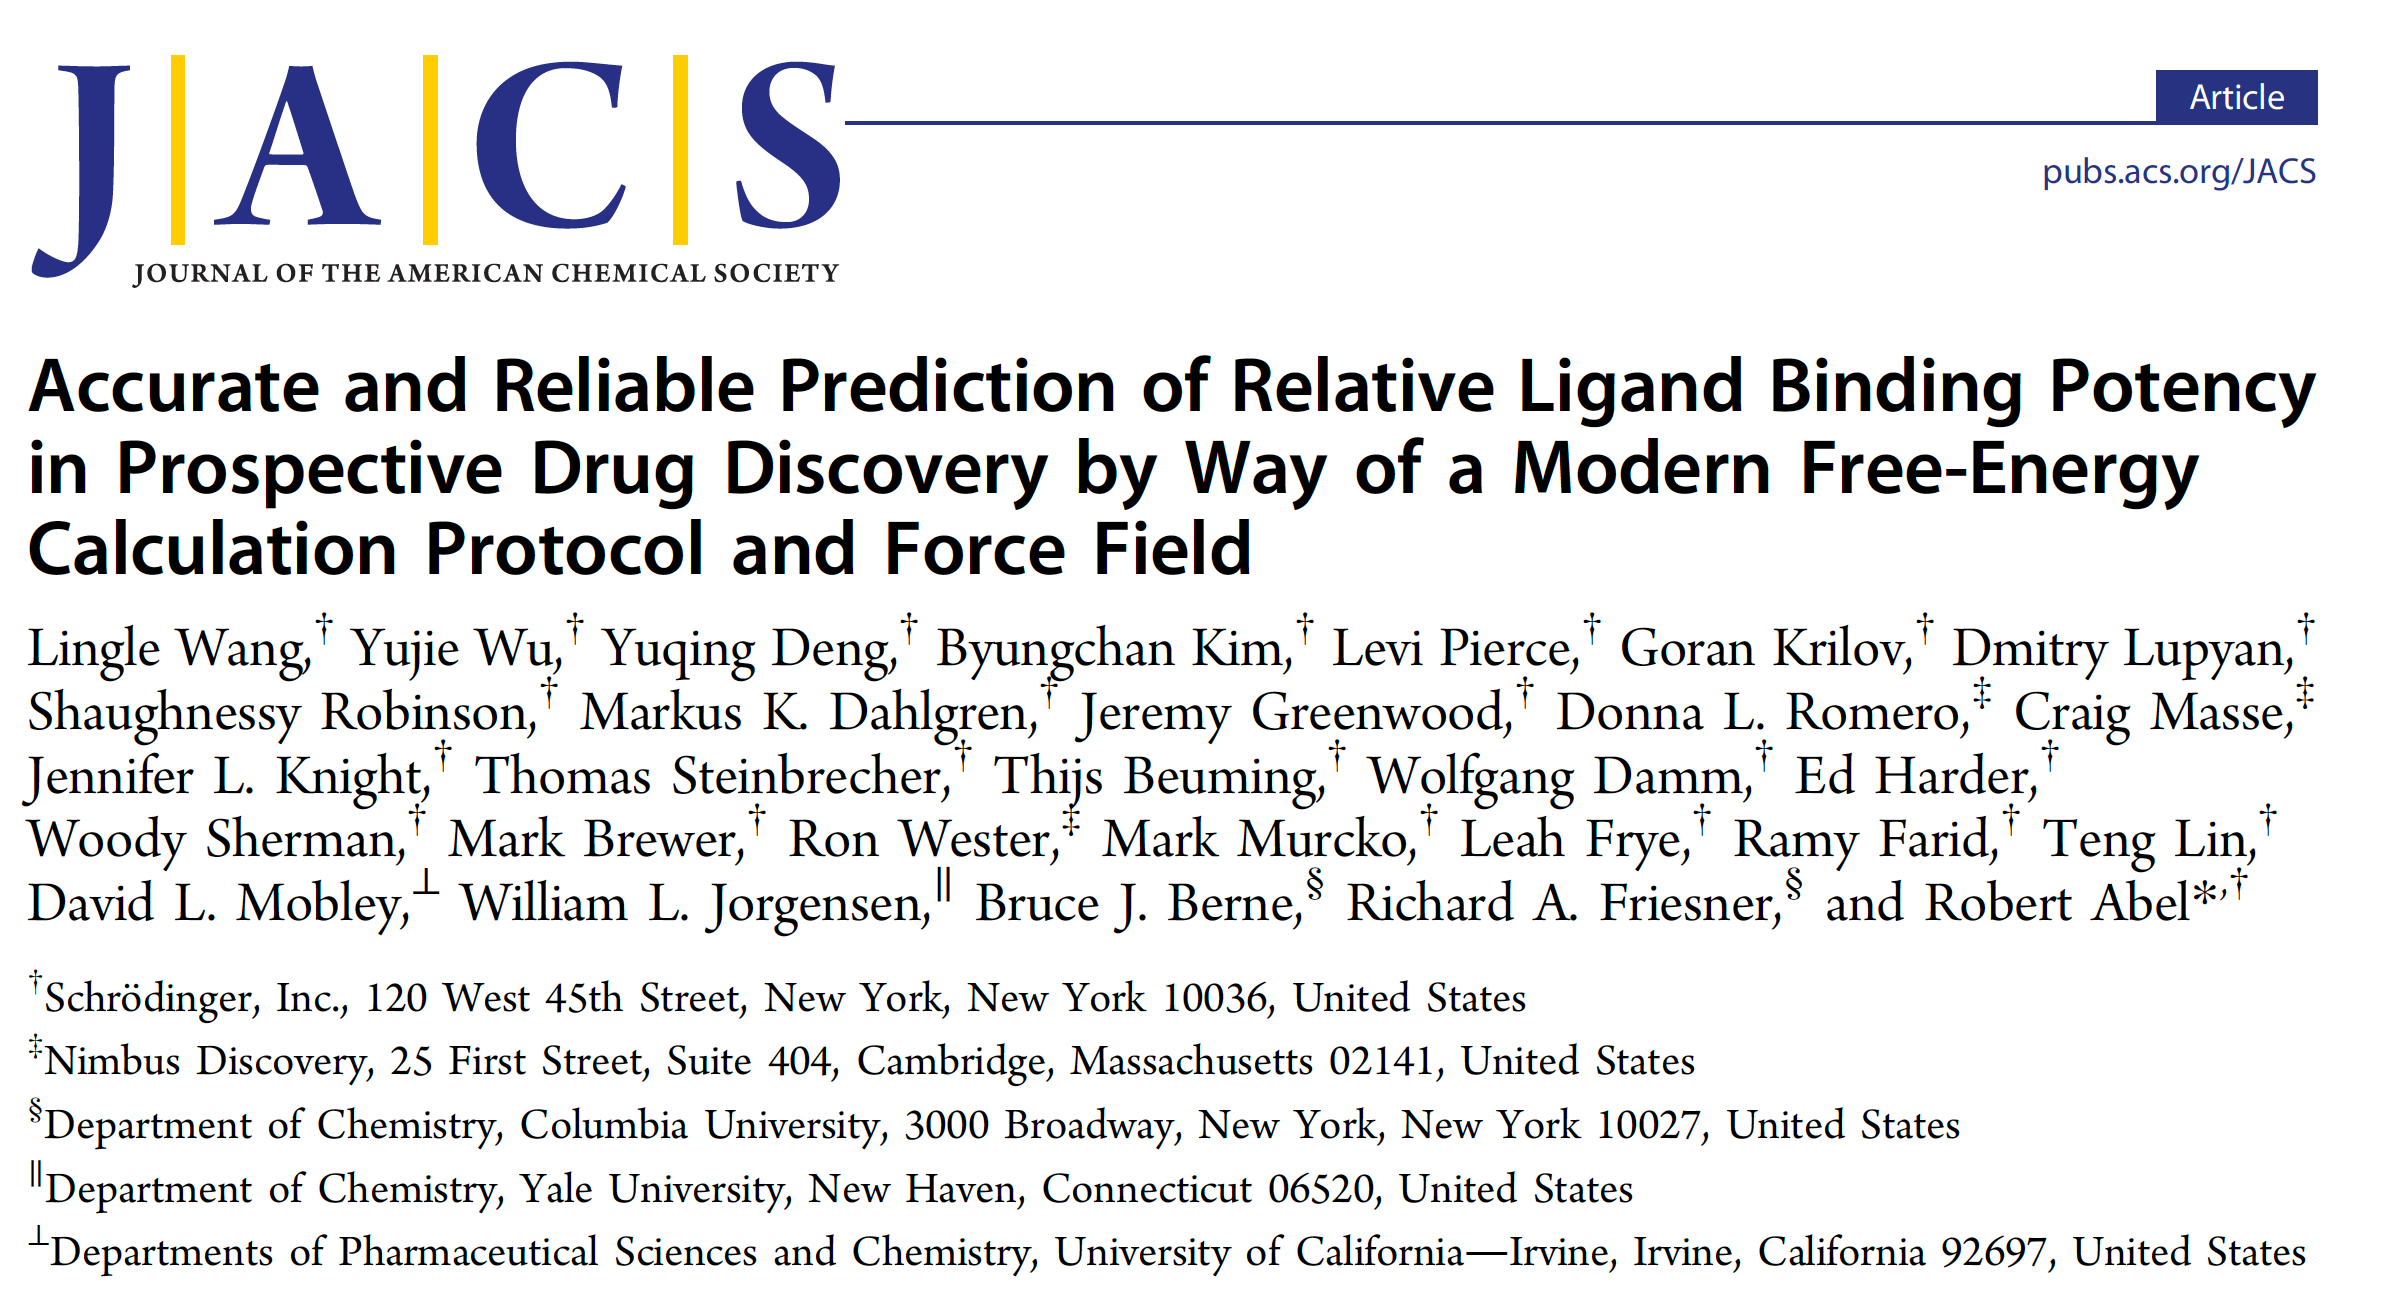 J|A|C|S
JOURNAL OF THE AMERICAN CHEMICAL SOCIETY
Article
pubs.acs.org/JACS
Accurate and Reliable Prediction of Relative Ligand Binding Potency
in Prospective Drug Discovery by Way of a Modern Free-Energy
Calculation Protocol and Force Field
Lingle Wang,† Yujie Wu,† Yuqing Deng,† Byungchan Kim,† Levi Pierce,† Goran Krilov,† Dmitry Lupyan,†
Shaughnessy Robinson,† Markus K. Dahlgren,† Jeremy Greenwood,† Donna L. Romero,‡ Craig Masse,‡
Jennifer L. Knight,† Thomas Steinbrecher,† Thijs Beuming,† Wolfgang Damm,† Ed Harder,†
Woody Sherman,† Mark Brewer,† Ron Wester,‡ Mark Murcko,† Leah Frye,† Ramy Farid,† Teng Lin,†
David L. Mobley,⊥ William L. Jorgensen,∥ Bruce J. Berne,§ Richard A. Friesner,§ and Robert Abel*,†
†Schrödinger, Inc., 120 West 45th Street, New York, New York 10036, United States
‡Nimbus Discovery, 25 First Street, Suite 404, Cambridge, Massachusetts 02141, United States
§Department of Chemistry, Columbia University, 3000 Broadway, New York, New York 10027, United States
∥Department of Chemistry, Yale University, New Haven, Connecticut 06520, United States
⊥Departments of Pharmaceutical Sciences and Chemistry, University of California—Irvine, Irvine, California 92697, United States